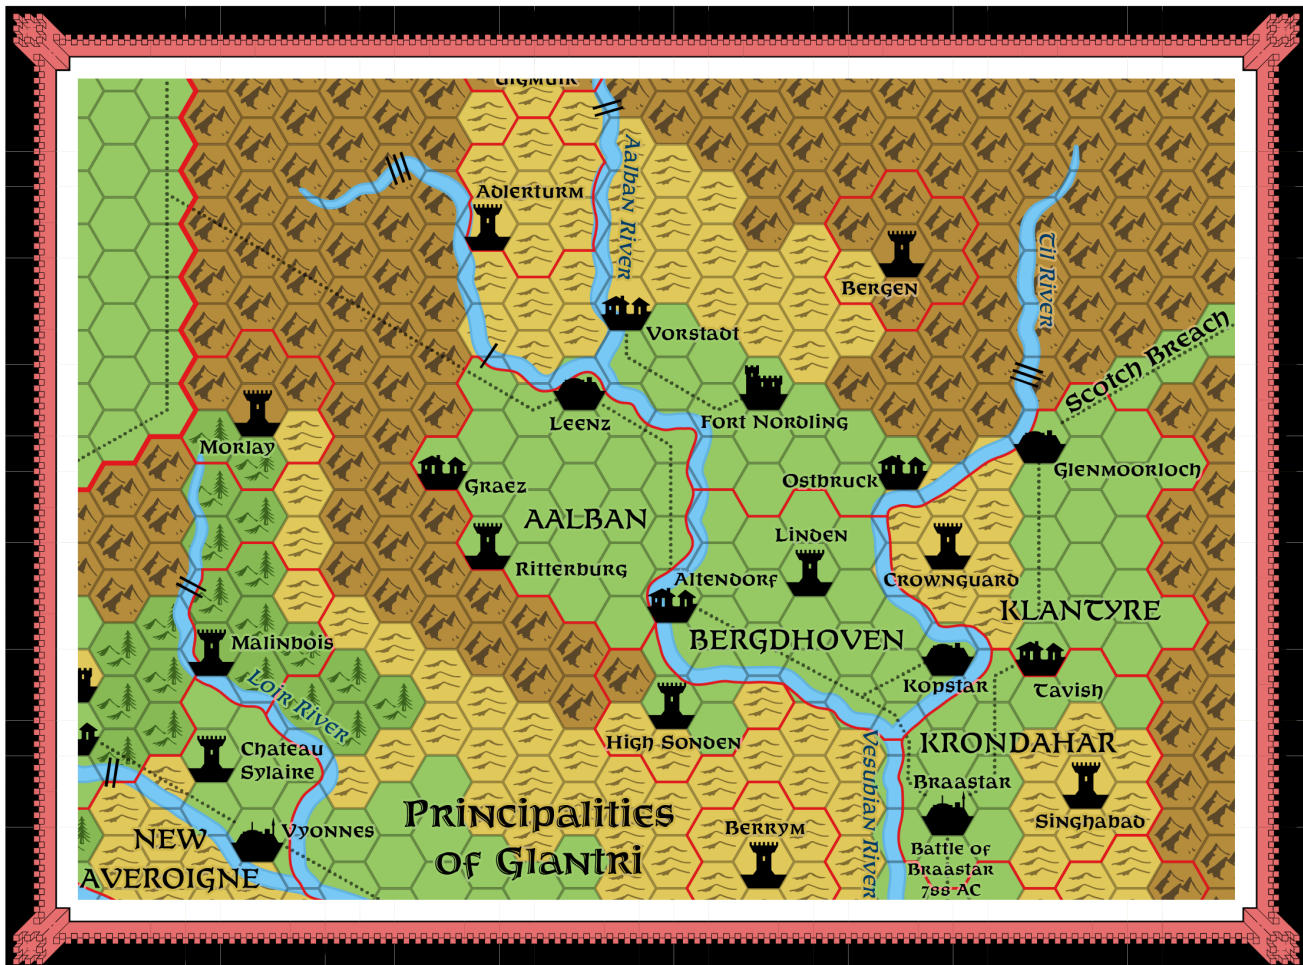 Adlerturm
Aalban River
Bergen
Til River
Vorstadt
Scotch Breach
Leenz
Fort Nordling
Morlay
Glenmoorloch
Graez
Ostbruck
AALBAN
Linden
Ritterburg
Altendorf
Crownguard
KLANTYRE
Malinbois
BERGDHOVEN
Kopstar
Tavish
Loir River
High Sonden
KRONDAHAR
Chateau
Sylaire
Vesubian River
Braastar
Principalities
of Glantri
Singhabad
NEW
AVEROIGNE
Vyonnes
Berrym
Battle of
Braastar
788 AC